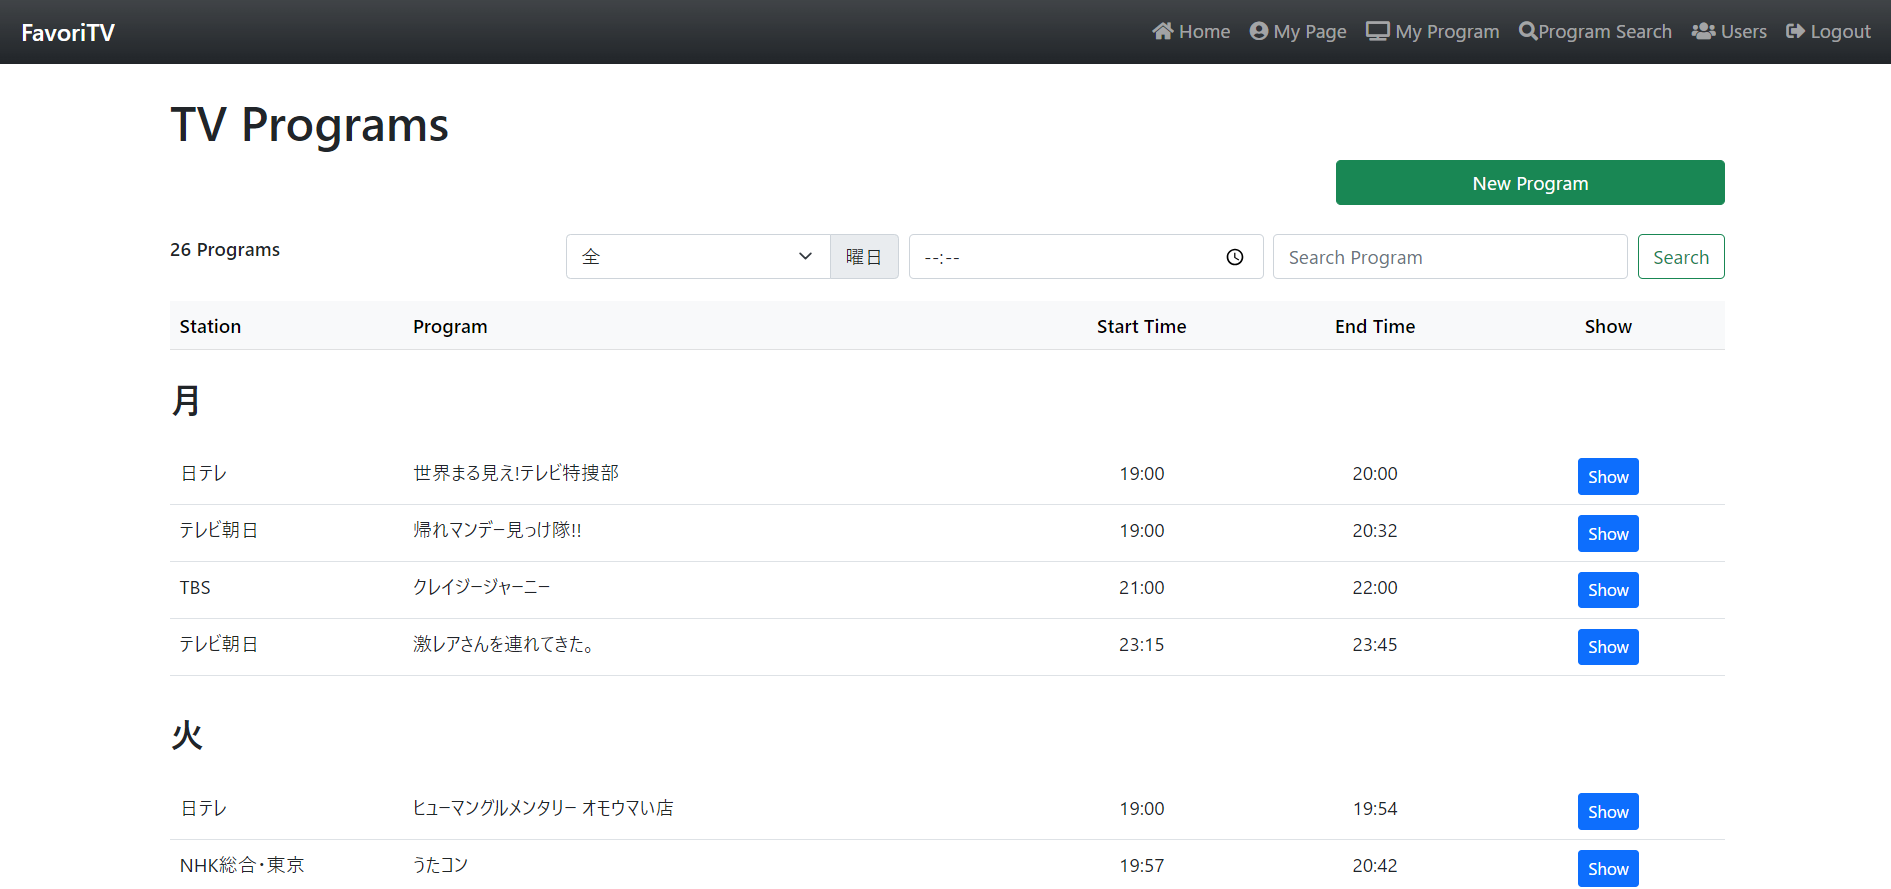 FavoriTV Home My Page My Program Program Search Users Logout
TV Programs
New Program
26 Programs 全 曜日 --:-- Search Program Search
Station Program Start Time End Time Show
月
日テレ 世界まる見え!テレビ特捜部 19:00 20:00 Show
テレビ朝日 帰れマンデー見っけ隊!! 19:00 20:32 Show
TBS クレイジージャーニー 21:00 22:00 Show
テレビ朝日 激レアさんを連れてきた。 23:15 23:45 Show
火
日テレ ヒューマングルメンタリー オモウマい店 19:00 19:54 Show
NHK総合・東京 うたコン 19:57 20:42 Show